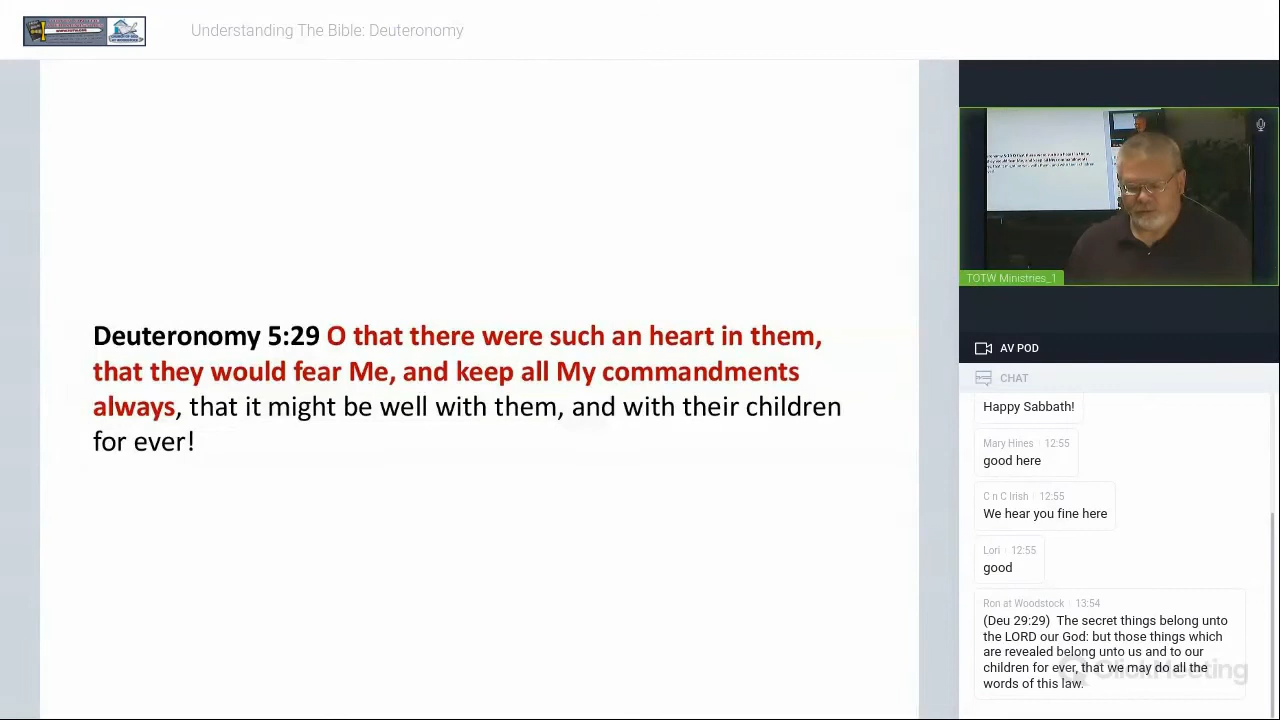 Understanding The Bible: Deuteronomy
Deuteronomy 5:29 O that there were such an heart in them,
that they would fear Me, and keep all My commandments
always, that it might be well with them, and with their children
for ever!
TOTW Ministries_1
AV POD
CHAT
Happy Sabbath!
Mary Hines · 12:55
good here
C n C Irish · 12:55
We hear you fine here
Lori · 12:55
good
Ron at Woodstock · 13:54
(Deu 29:29)  The secret things belong unto
the LORD our God: but those things which
are revealed belong unto us and to our
children for ever, that we may do all the
words of this law.
ClickMeeting